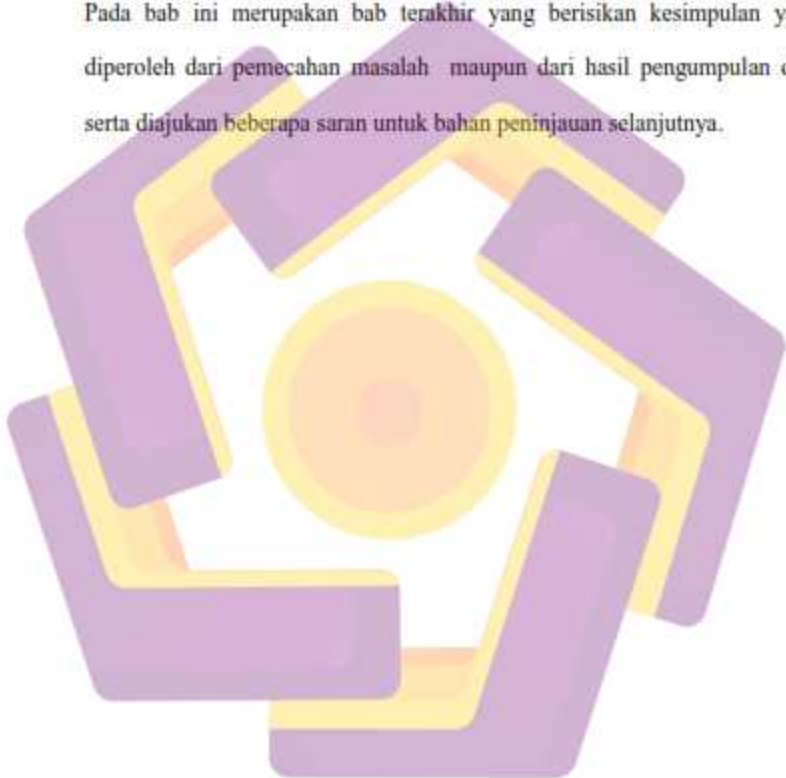 Pada bab ini merupakan bab terakhir yang berisikan kesimpulan
diperoleh dari pemecahan masalah maupun dari hasil pengumpulan
serta diajukan beberapa saran untuk bahan peninjauan selanjutnya.